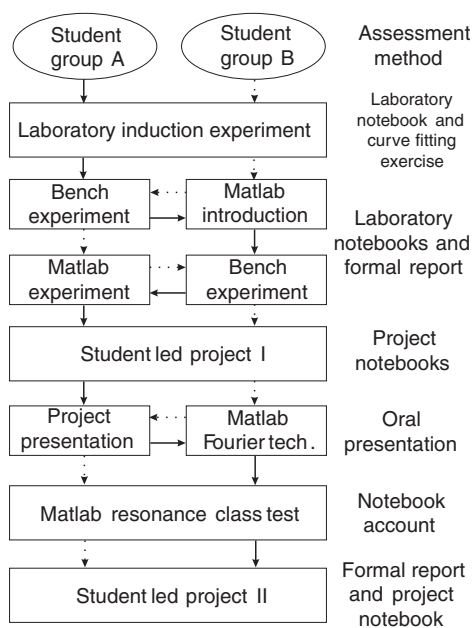 Student
group A
Student
group B
Assessment
method
Laboratory induction experiment
Laboratory
notebook and
curve fitting
exercise
Bench
experiment
Matlab
introduction
Laboratory
notebooks and
formal report
Matlab
experiment
Bench
experiment
Student led project I
Project
notebooks
Project
presentation
Matlab
Fourier tech.
Oral
presentation
Matlab resonance class test
Notebook
account
Student led project II
Formal report
and project
notebook